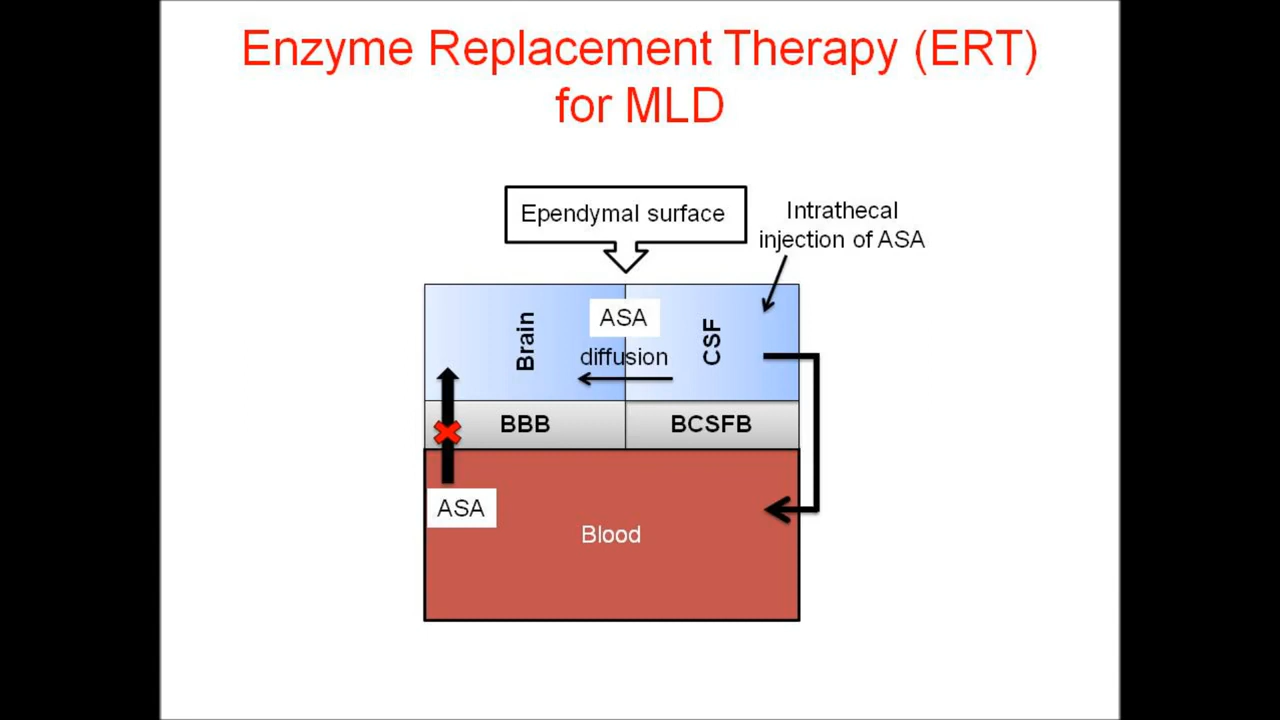 Enzyme Replacement Therapy (ERT)
for MLD
Ependymal surface
Intrathecal
injection of ASA
ASA
diffusion
Brain
CSF
BBB
BCSFB
ASA
Blood